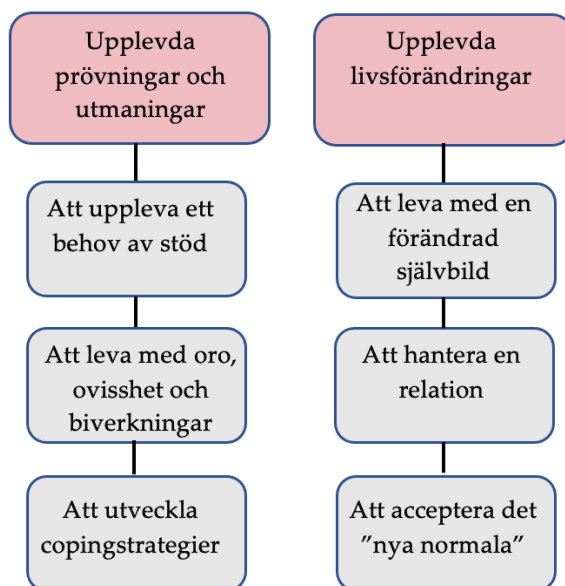 Upplevda
prövningar och
utmaningar
Att uppleva ett
behov av stöd
Att leva med oro,
ovisshet och
biverkningar
Att utveckla
copingstrategier
Upplevda
livsförändringar
Att leva med en
förändrad
självbild
Att hantera en
relation
Att acceptera det
”nya normala”